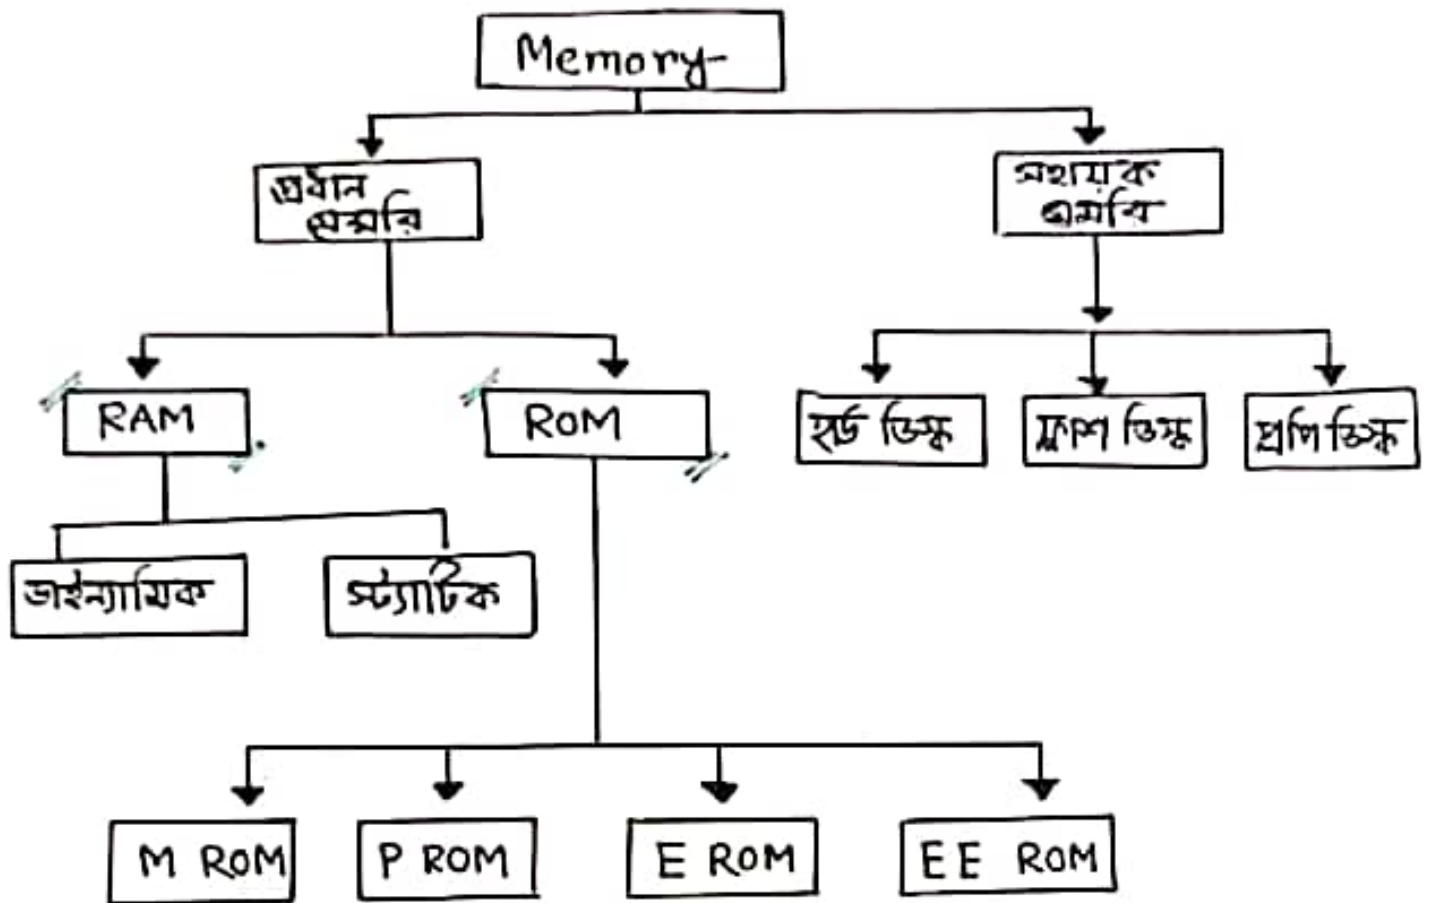 Memory
প্রধান
মেমরি
সহায়ক
মেমরি
RAM
ROM
হার্ড ডিস্ক
ফ্লাশ ডিস্ক
ফ্লপি ডিস্ক
ডাইন্যামিক
স্ট্যাটিক
M ROM
P ROM
E ROM
EE ROM